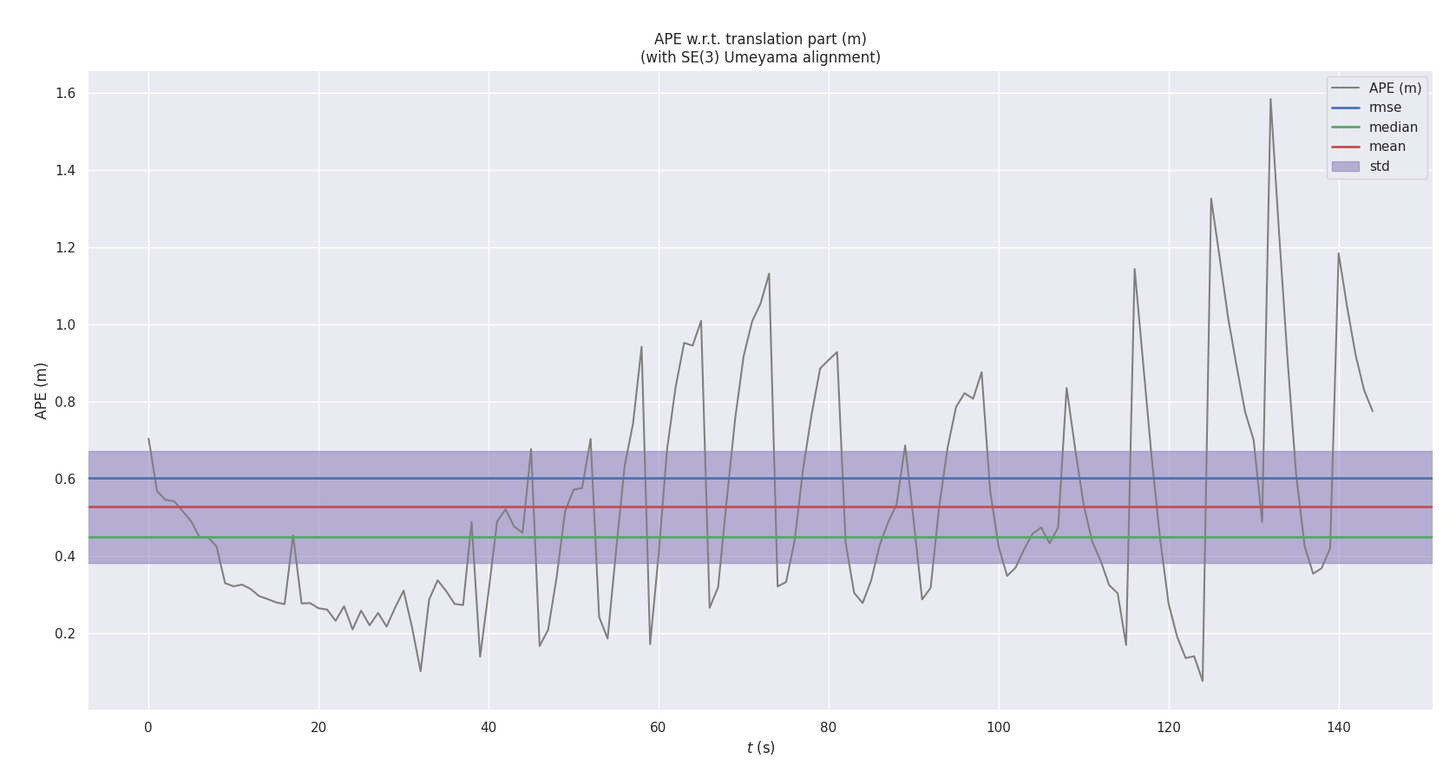 APE w.r.t. translation part (m)
(with SE(3) Umeyama alignment)
APE (m)
rmse
median
mean
std
1.6
1.4
1.2
1.0
0.8
0.6
0.4
0.2
APE (m)
0 20 40 60 80 100 120 140
t (s)